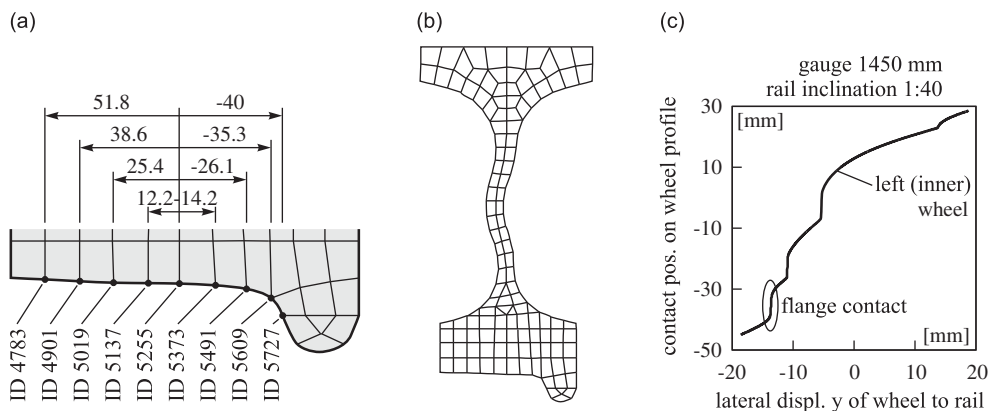 (a)
51.8 -40
38.6 -35.3
25.4 -26.1
12.2 -14.2
ID 4783
ID 4901
ID 5019
ID 5137
ID 5255
ID 5373
ID 5491
ID 5609
ID 5727
(b)
(c)
gauge 1450 mm
rail inclination 1:40
contact pos. on wheel profile
30
10
-10
-30
-50
[mm]
left (inner)
wheel
flange contact
[mm]
-20 -10 0 10 20
lateral displ. y of wheel to rail